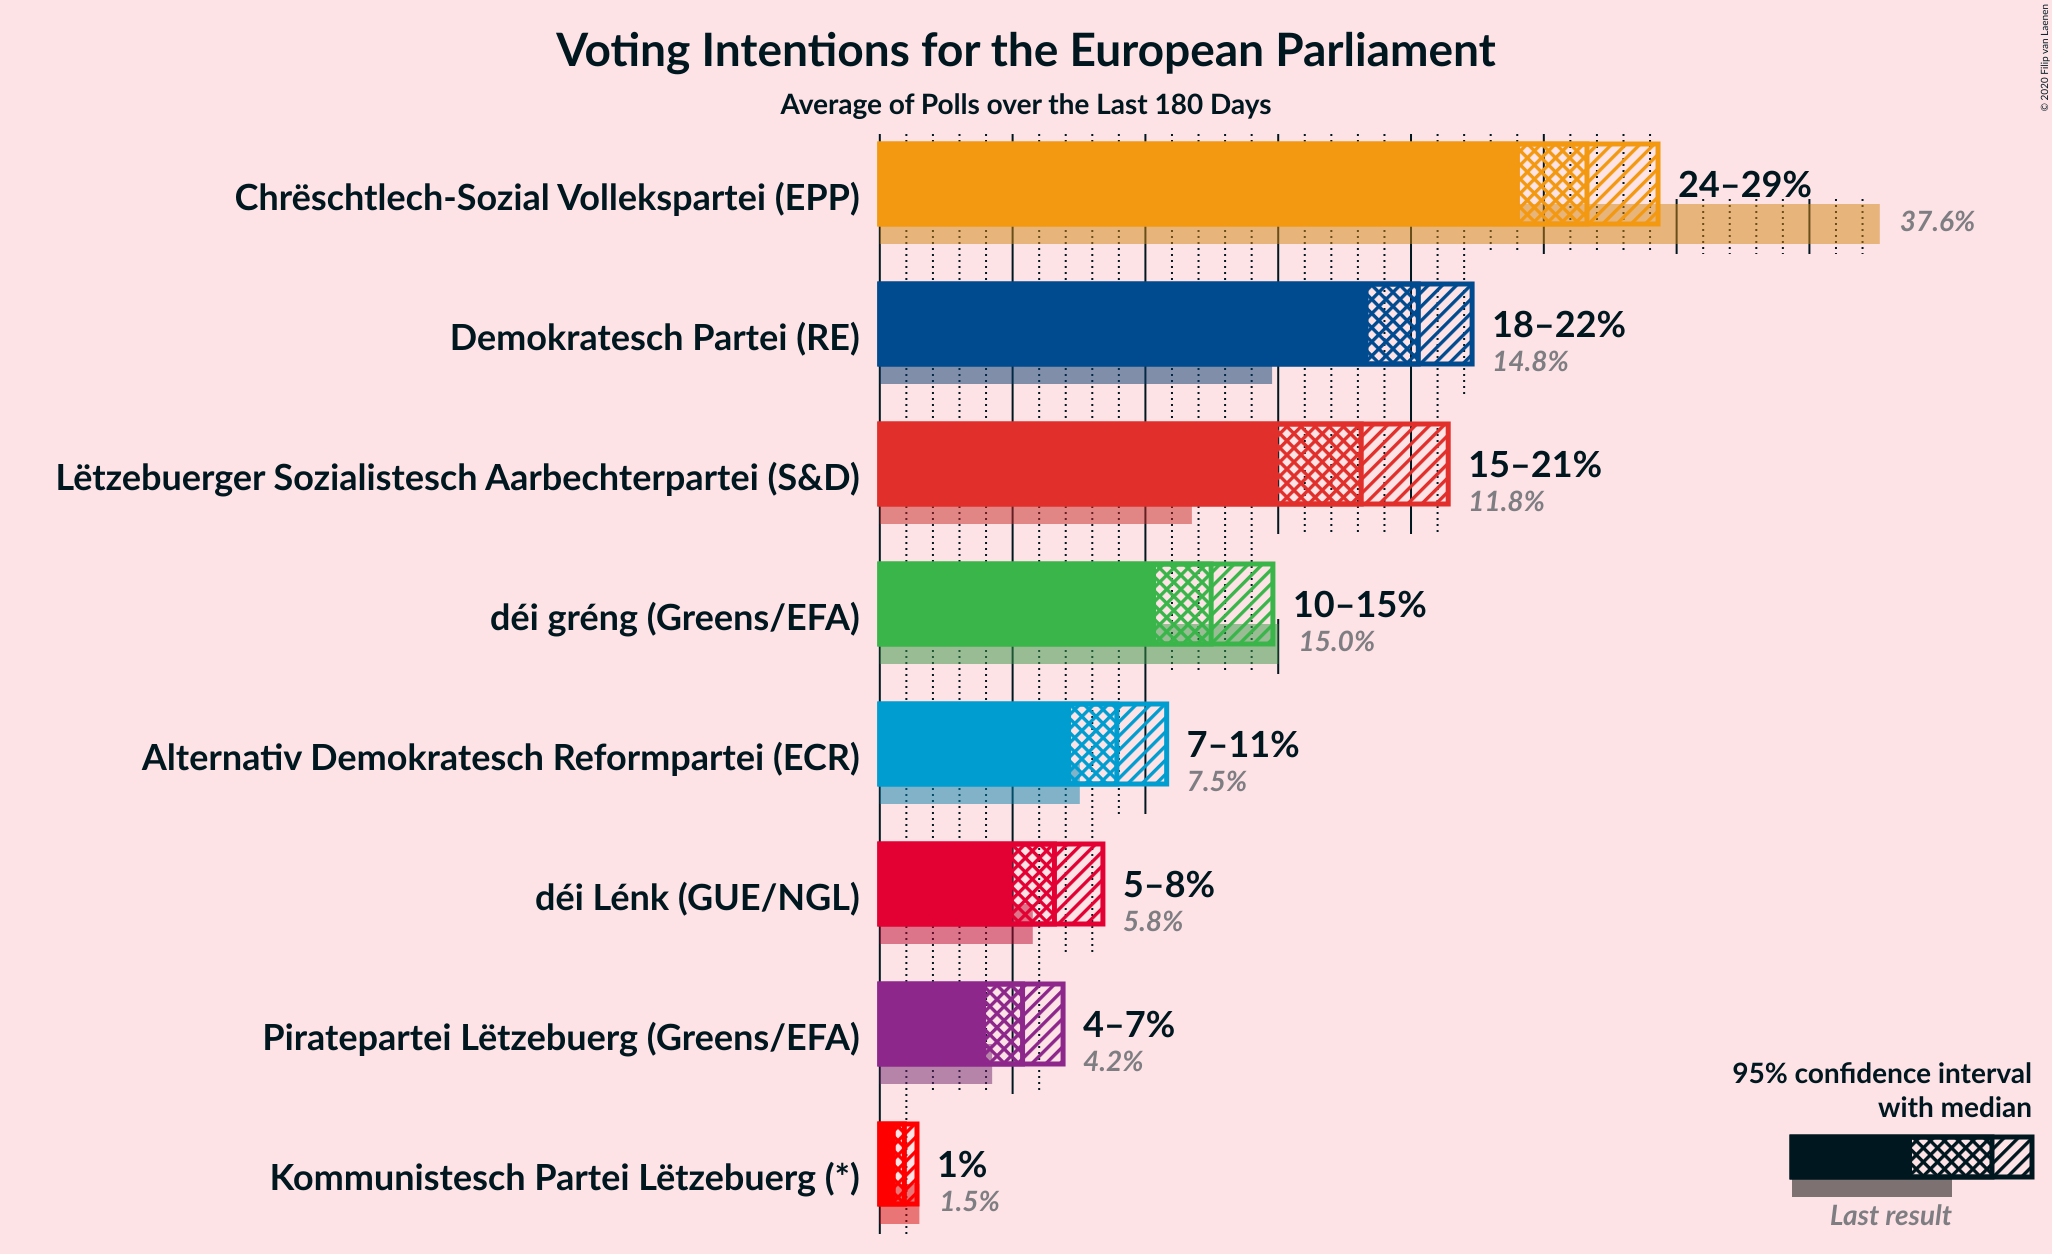 Voting Intentions for the European Parliament
Average of Polls over the Last 180 Days
© 2020 Filip van Laenen
Chrëschtlech-Sozial Vollekspartei (EPP)
24–29%
37.6%
Demokratesch Partei (RE)
18–22%
14.8%
Lëtzebuerger Sozialistesch Aarbechterpartei (S&D)
15–21%
11.8%
déi gréng (Greens/EFA)
10–15%
15.0%
Alternativ Demokratesch Reformpartei (ECR)
7–11%
7.5%
déi Lénk (GUE/NGL)
5–8%
5.8%
Piratepartei Lëtzebuerg (Greens/EFA)
4–7%
4.2%
Kommunistesch Partei Lëtzebuerg (*)
1%
1.5%
95% confidence interval
with median
Last result